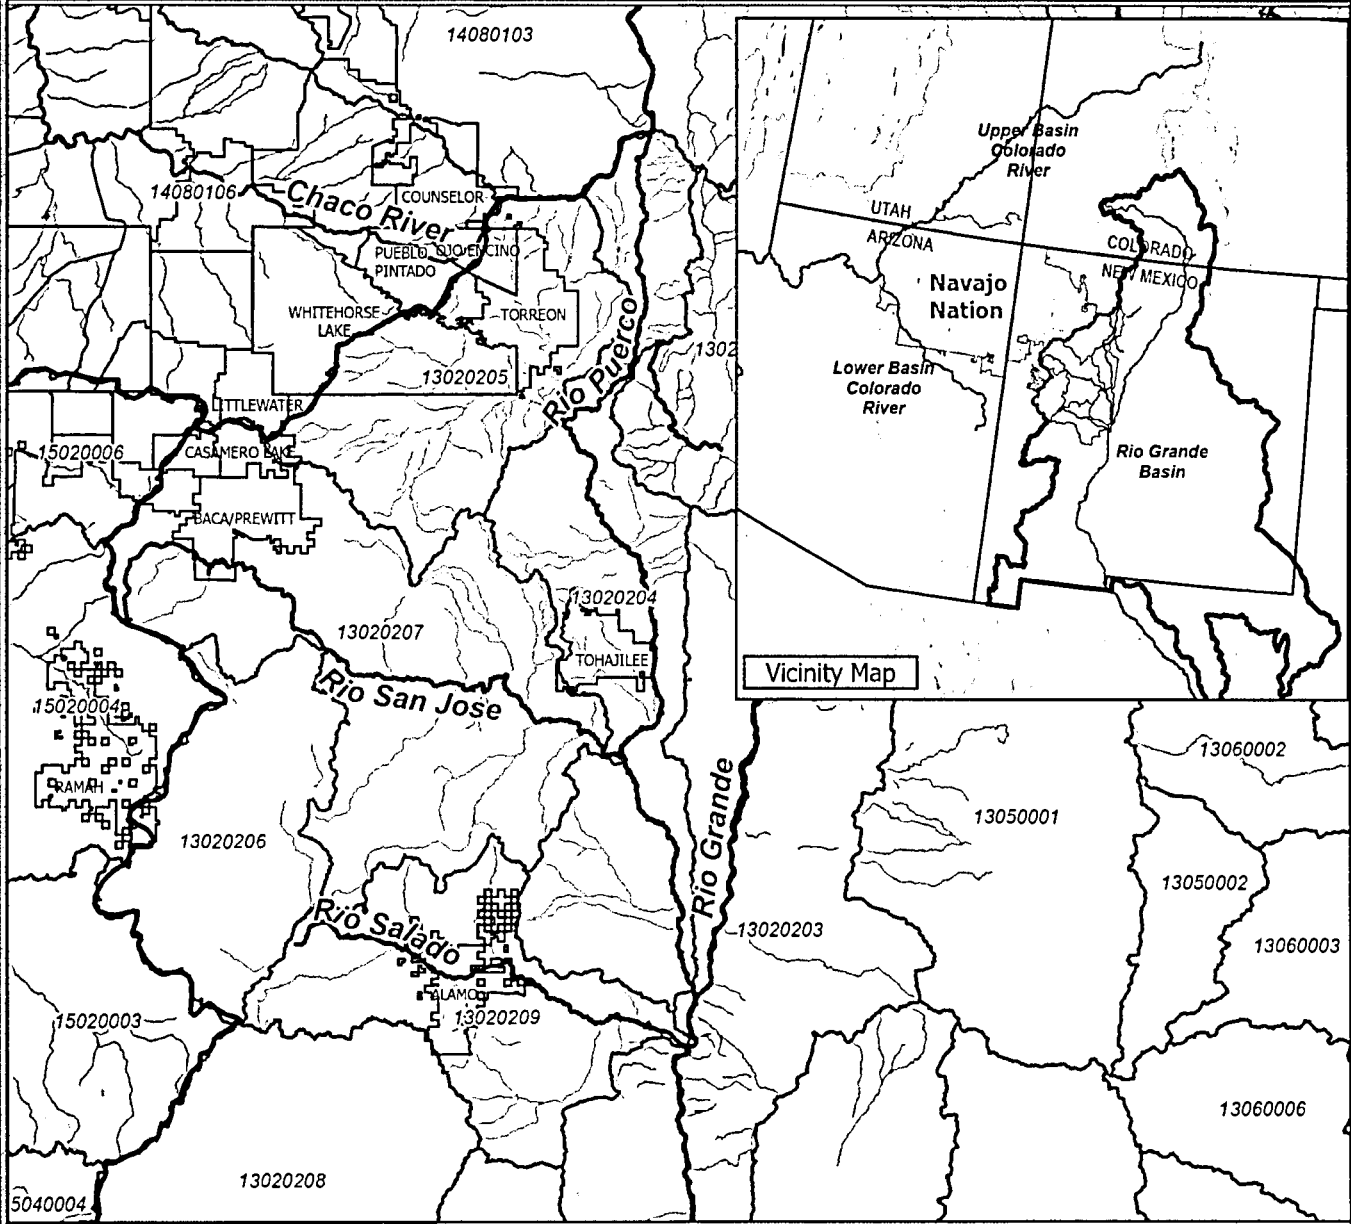 14080103
14080106
Chaco River
COUNSELOR
PUEBLO
PINTADO
OJO ENCINO
WHITEHORSE
LAKE
TORREON
13020205
Rio Puerco
1302
LITTLEWATER
15020006
CASAMERO LAKE
BACA/PREWITT
13020204
13020207
TOHAJILEE
Rio San Jose
15020004
RAMAH
13020206
Rio Grande
Rio Salado
ALAMO
13020209
13020203
15020003
13020208
5040004
13060002
13050001
13050002
13060003
13060006
Upper Basin
Colorado
River
UTAH
ARIZONA
COLORADO
NEW MEXICO
Navajo
Nation
Lower Basin
Colorado
River
Rio Grande
Basin
Vicinity Map